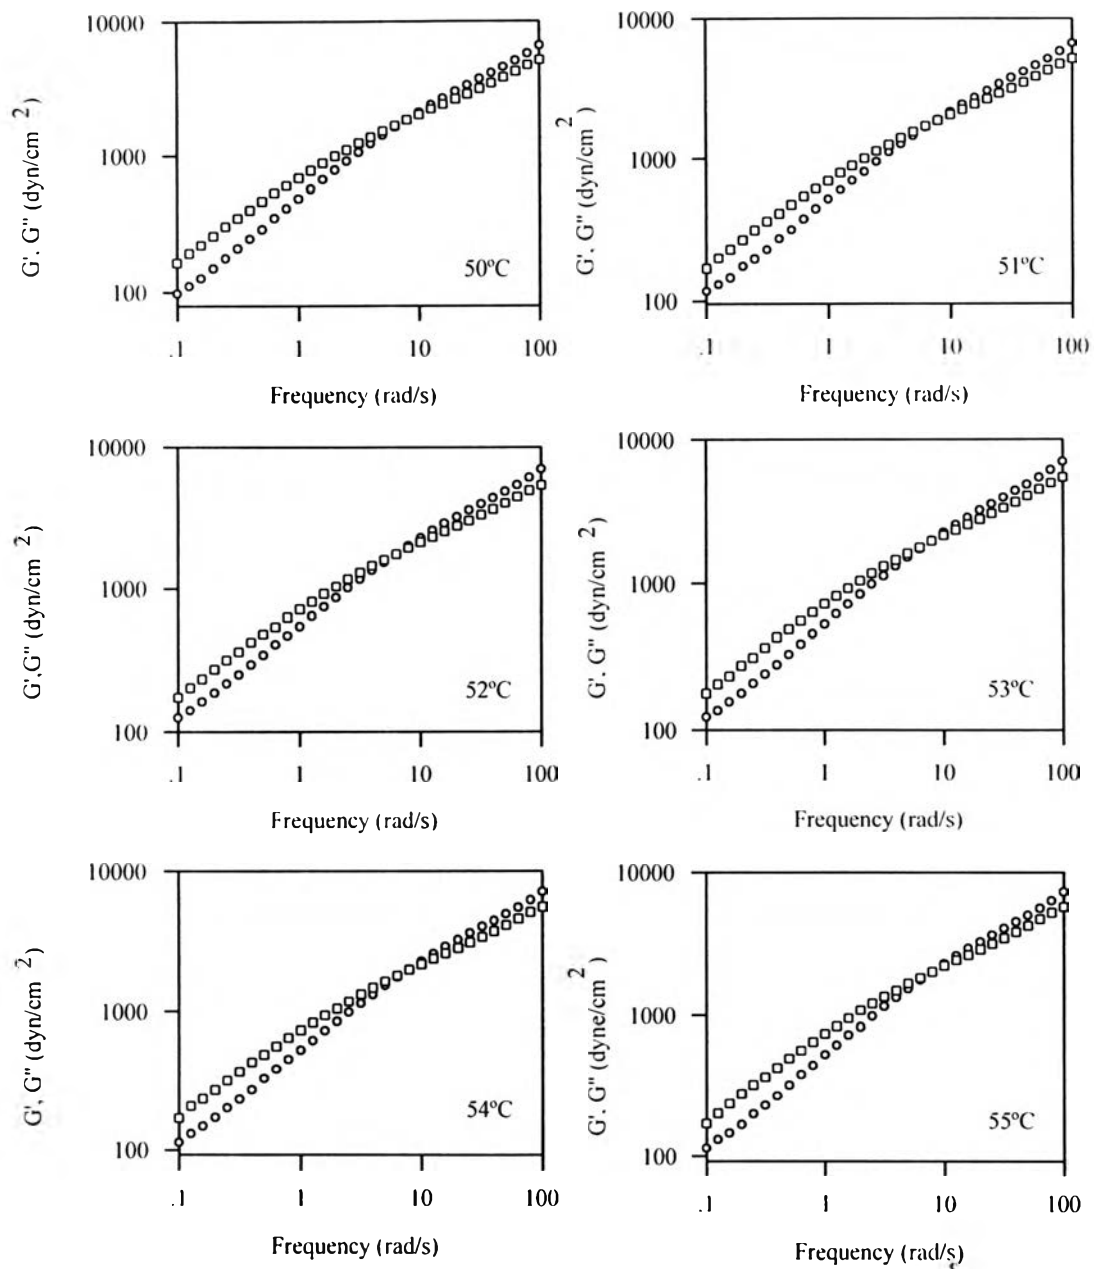 10000
1000
100
G'. G" (dyn/cm 2)
50ºC
.1 1 10 100
Frequency (rad/s)
10000
1000
100
G'. G" (dyn/cm 2)
51ºC
.1 1 10 100
Frequency (rad/s)
10000
1000
100
G',G" (dyn/cm 2)
52ºC
.1 1 10 100
Frequency (rad/s)
10000
1000
100
G'. G" (dyn/cm 2)
53ºC
.1 1 10 100
Frequency (rad/s)
10000
1000
100
G', G" (dyn/cm 2)
54ºC
.1 1 10 100
Frequency (rad/s)
10000
1000
100
G'. G" (dyne/cm 2)
55ºC
.1 1 10 100
Frequency (rad/s)